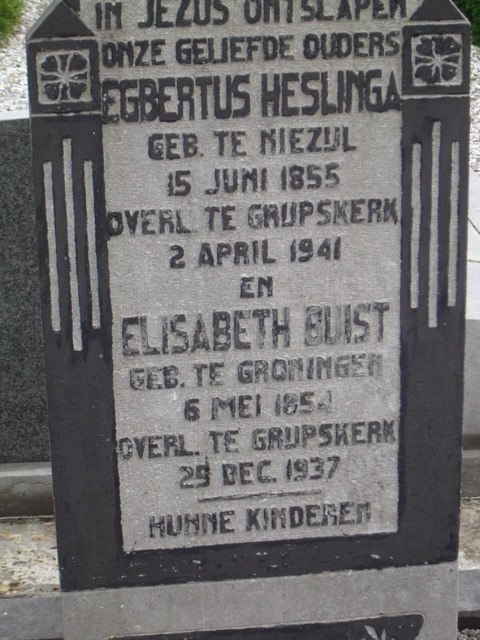 IN JEZUS ONTSLAPEN
ONZE GELIEFDE OUDERS
EGBERTUS HESLINGA
GEB. TE NIEZIJL
15 JUNI 1855
OVERL. TE GRIJPSKERK
2 APRIL 1941
EN
ELISABETH BUIST
GEB. TE GRONINGEN
6 MEI 1854
OVERL. TE GRIJPSKERK
29 DEC. 1937
HUNNE KINDEREN